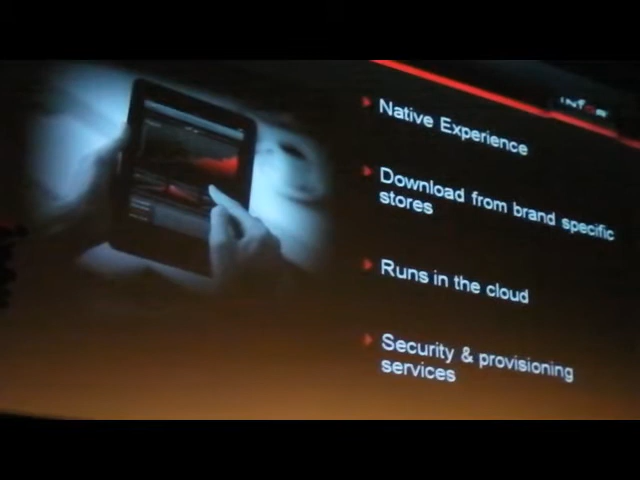 Native Experience
Download from brand specific
stores
Runs in the cloud
Security & provisioning
services